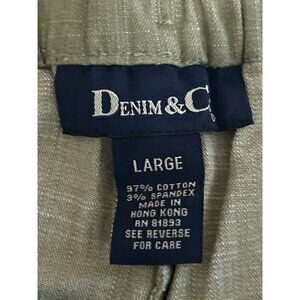 DENIM & C
LARGE
97% COTTON
3% SPANDEX
MADE IN
HONG KONG
RN 81893
SEE REVERSE
FOR CARE